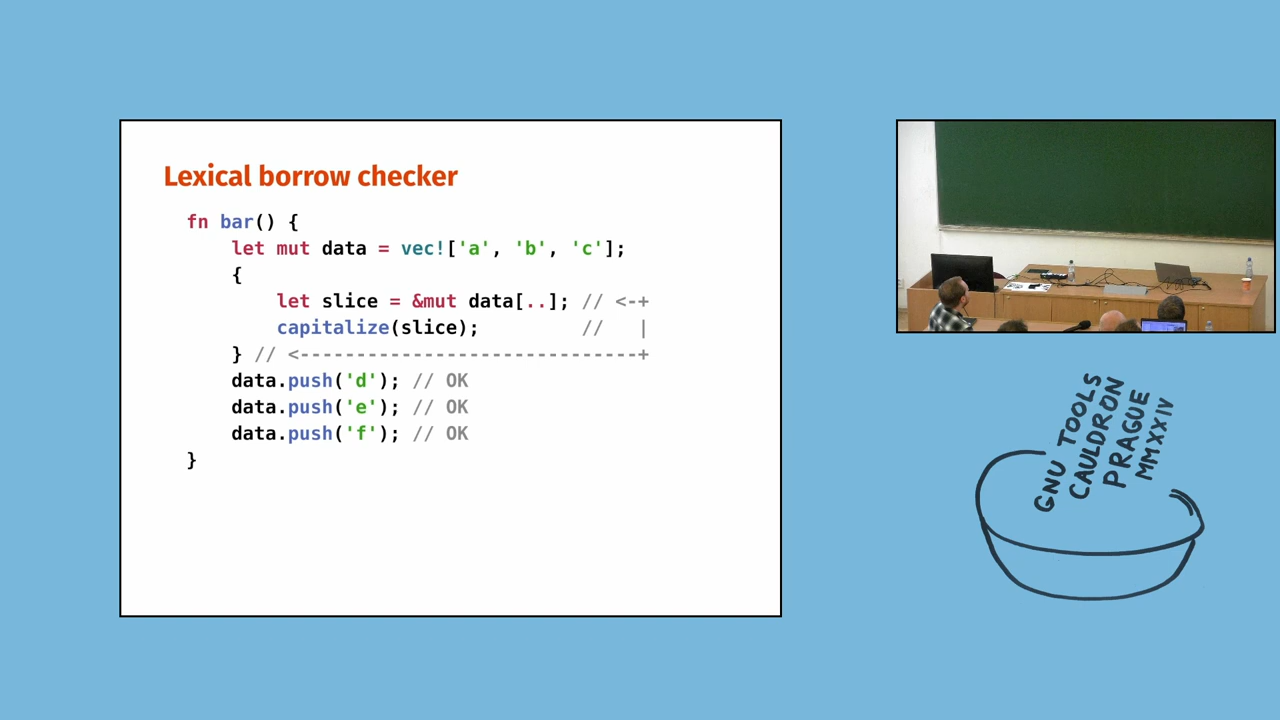 Lexical borrow checker
fn bar() {
    let mut data = vec!['a', 'b', 'c'];
    {
        let slice = &mut data[..]; // <-+
        capitalize(slice);         //   |
    } // <------------------------------+
    data.push('d'); // OK
    data.push('e'); // OK
    data.push('f'); // OK
}
GNU TOOLS
CAULDRON
PRAGUE
MMXXIV